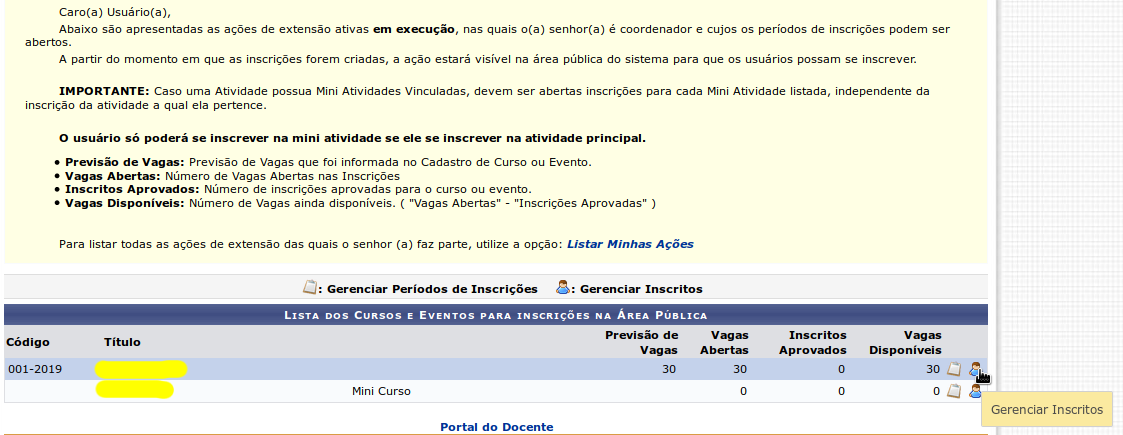 Caro(a) Usuário(a),
Abaixo são apresentadas as ações de extensão ativas em execução, nas quais o(a) senhor(a) é coordenador e cujos os períodos de inscrições podem ser
abertos.
A partir do momento em que as inscrições forem criadas, a ação estará visível na área pública do sistema para que os usuários possam se inscrever.
IMPORTANTE: Caso uma Atividade possua Mini Atividades Vinculadas, devem ser abertas inscrições para cada Mini Atividade listada, independente da
inscrição da atividade a qual ela pertence.
O usuário só poderá se inscrever na mini atividade se ele se inscrever na atividade principal.
• Previsão de Vagas: Previsão de Vagas que foi informada no Cadastro de Curso ou Evento.
• Vagas Abertas: Número de Vagas Abertas nas Inscrições
• Inscritos Aprovados: Número de inscrições aprovadas para o curso ou evento.
• Vagas Disponíveis: Número de Vagas ainda disponíveis. ( "Vagas Abertas" - "Inscrições Aprovadas" )
Para listar todas as ações de extensão das quais o senhor (a) faz parte, utilize a opção: Listar Minhas Ações
: Gerenciar Períodos de Inscrições : Gerenciar Inscritos
Lista dos Cursos e Eventos para inscrições na Área Pública
Código Título Previsão de Vagas Vagas Abertas Inscritos Aprovados Vagas Disponíveis
001-2019 30 30 0 30
Mini Curso 0 0 0
Gerenciar Inscritos
Portal do Docente